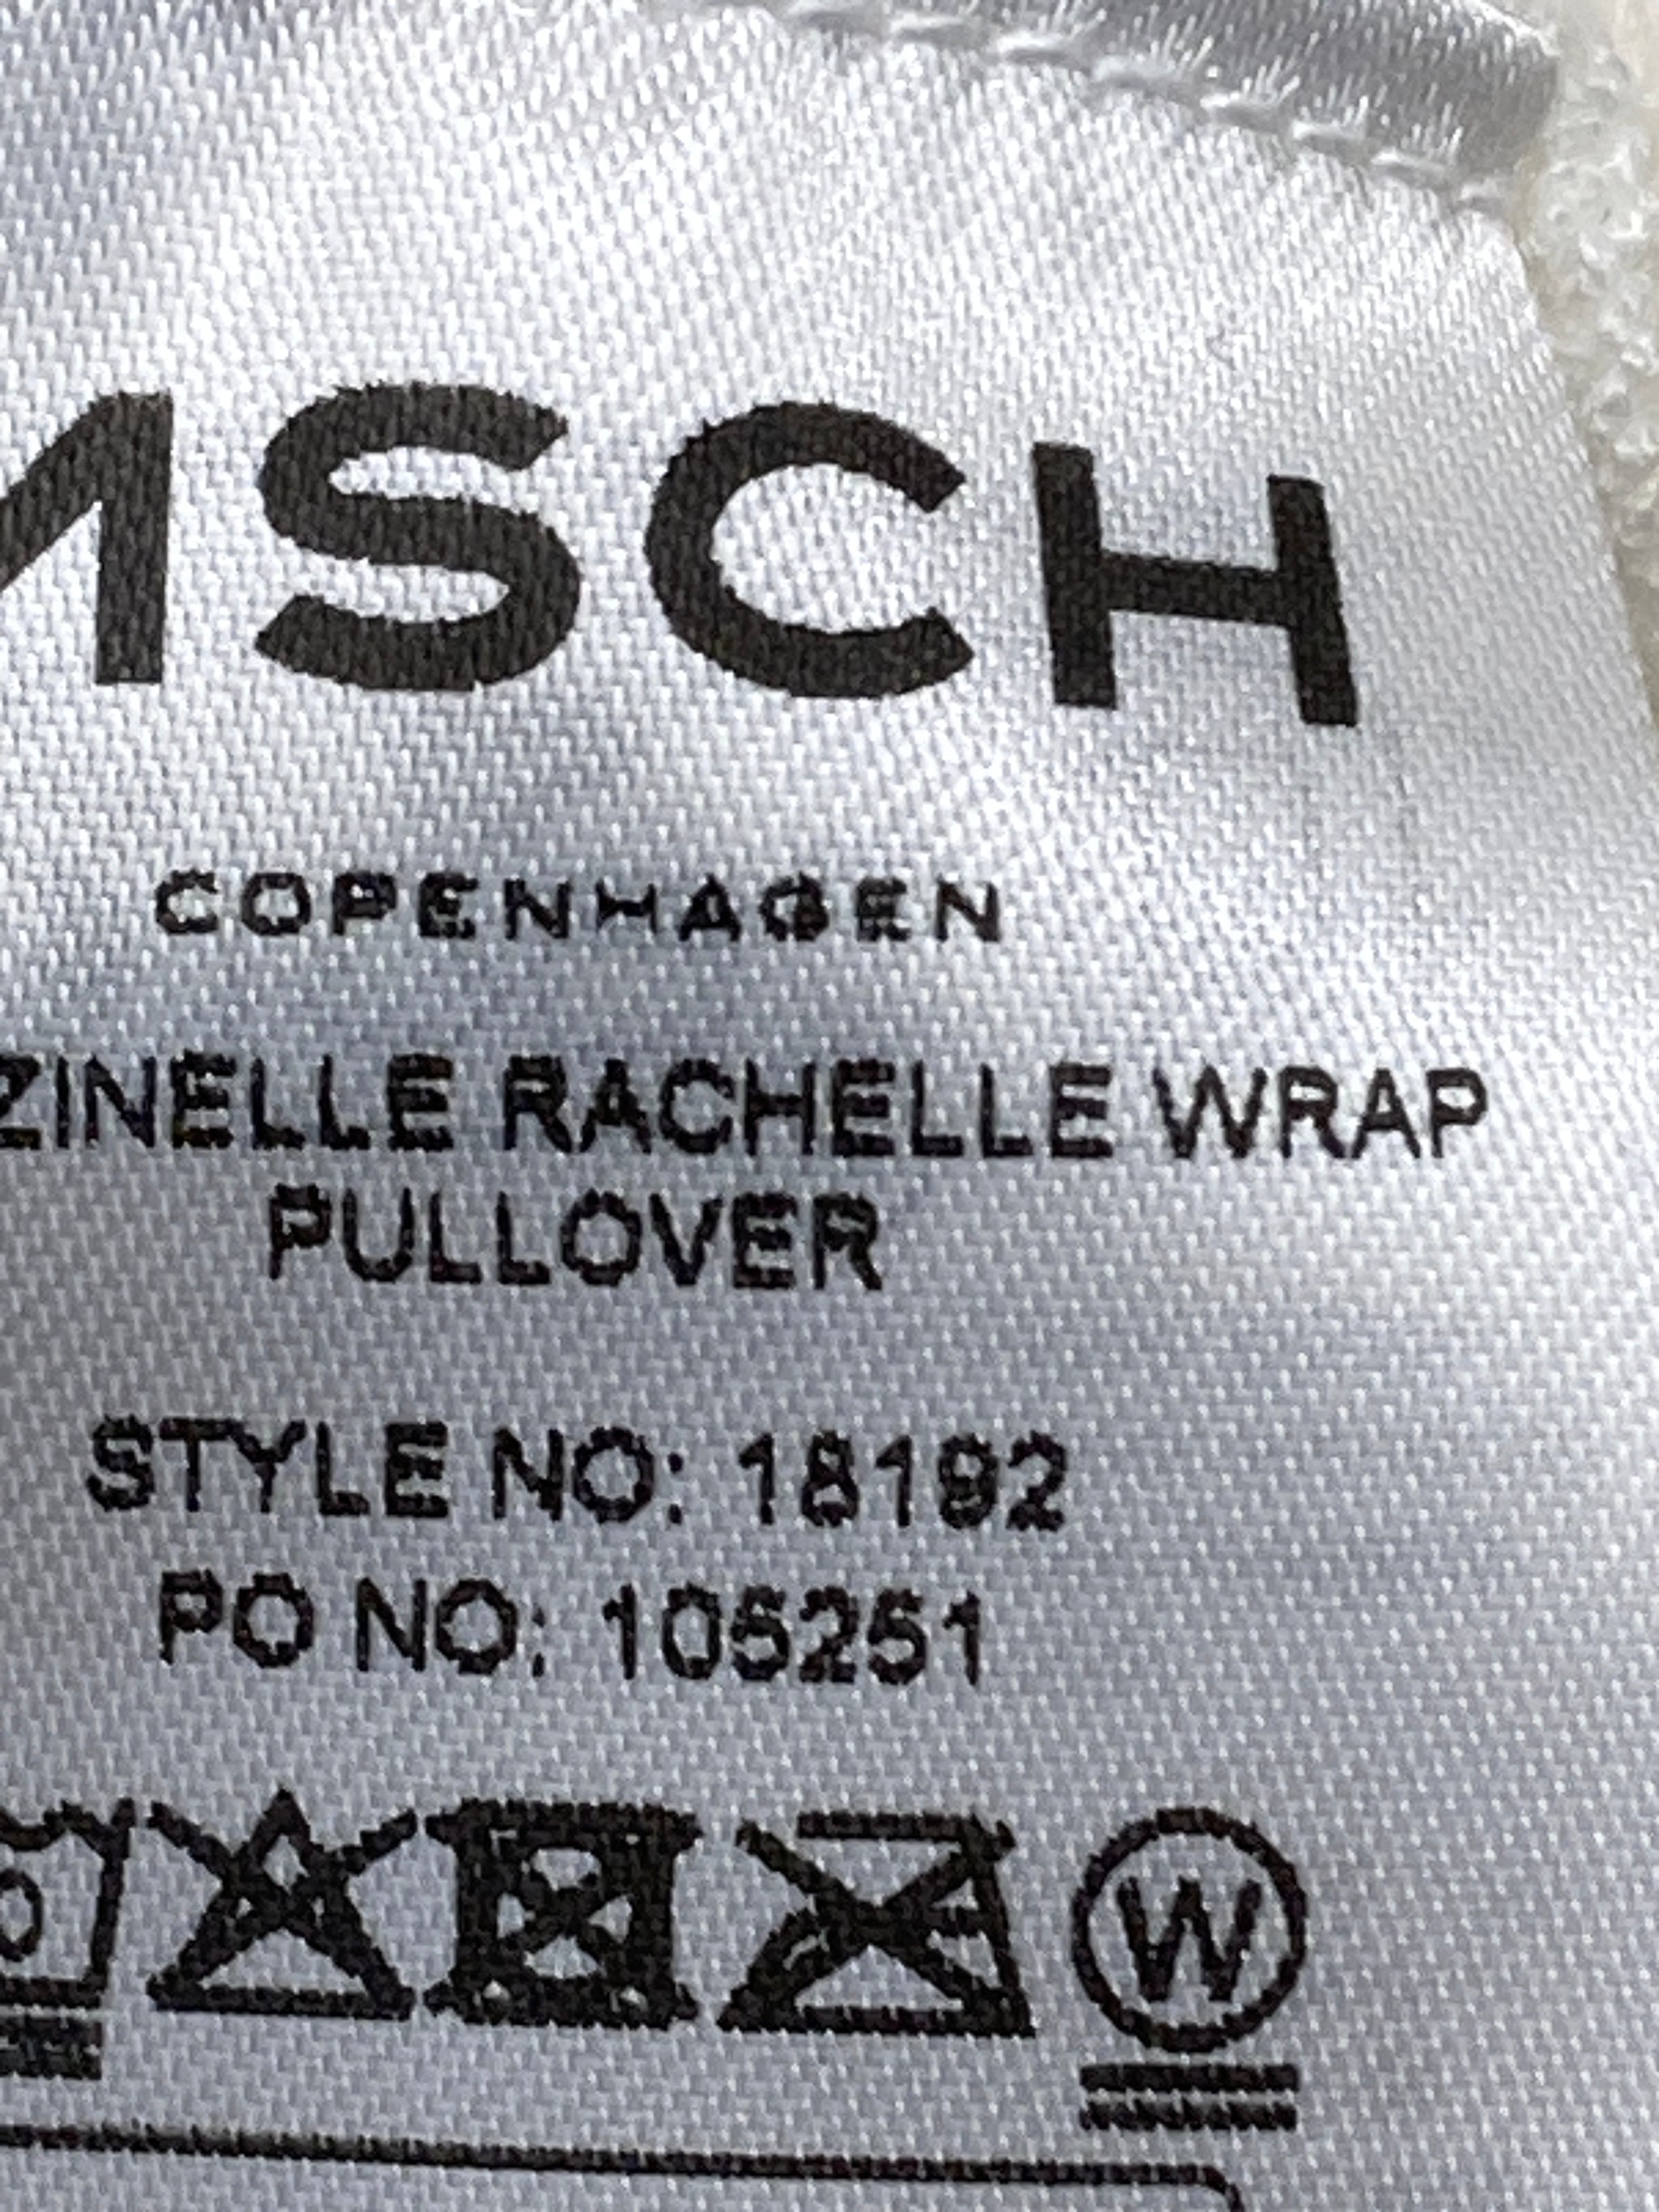 MSCH
COPENHAGEN
ZINELLE RACHELLE WRAP
PULLOVER
STYLE NO: 18192
PO NO: 105251
W